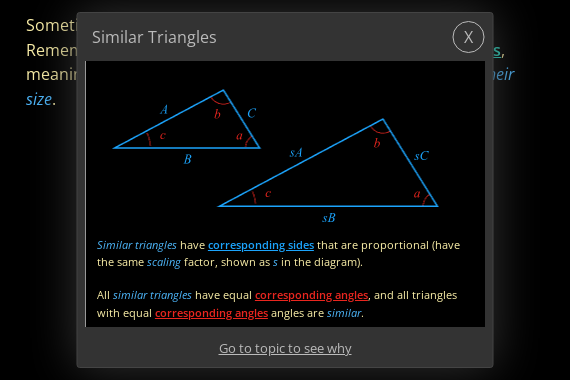 Someti
Similar Triangles
X
Remen
s,
meanin
heir
size.
A
C
b
c
a
B
sA
b
sC
c
a
sB
Similar triangles have corresponding sides that are proportional (have
the same scaling factor, shown as s in the diagram).
All similar triangles have equal corresponding angles, and all triangles
with equal corresponding angles angles are similar.
Go to topic to see why